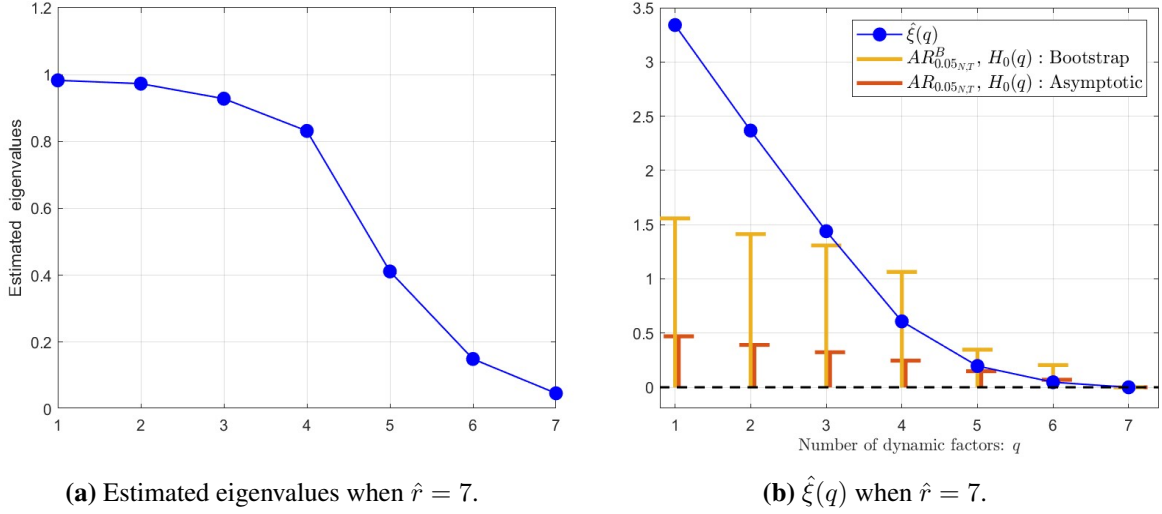 1.2
1
0.8
0.6
0.4
0.2
0
Estimated eigenvalues
1 2 3 4 5 6 7
(a) Estimated eigenvalues when r̂ = 7.
3.5
3
2.5
2
1.5
1
0.5
0
ξ̂(q)
AR^B_{0.05_{N,T}}, H_0(q) : Bootstrap
AR_{0.05_{N,T}}, H_0(q) : Asymptotic
1 2 3 4 5 6 7
Number of dynamic factors: q
(b) ξ̂(q) when r̂ = 7.